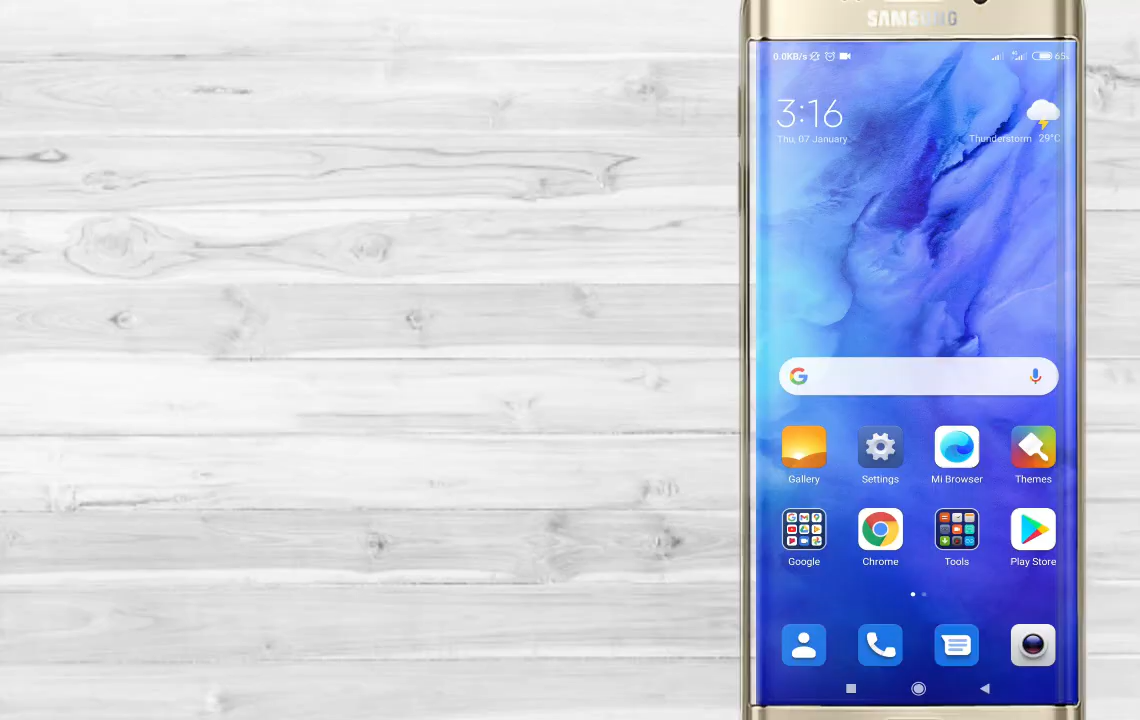 SAMSUNG
0.0KB/s
65
3:16
Thu, 07 January
Thunderstorm 29°C
Gallery Settings Mi Browser Themes
Google Chrome Tools Play Store